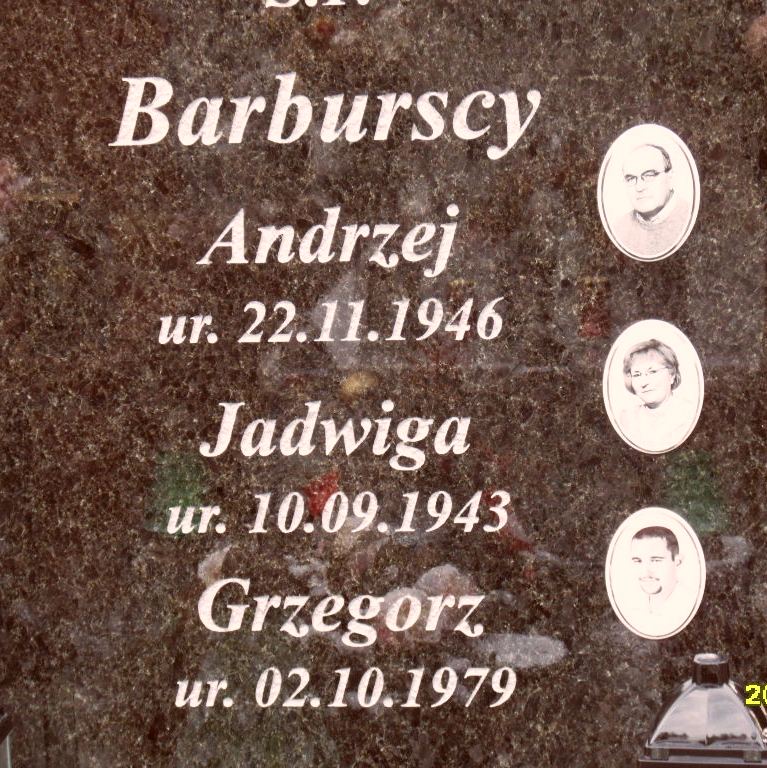 Ś.P.
Barburscy
Andrzej
ur. 22.11.1946
Jadwiga
ur. 10.09.1943
Grzegorz
ur. 02.10.1979